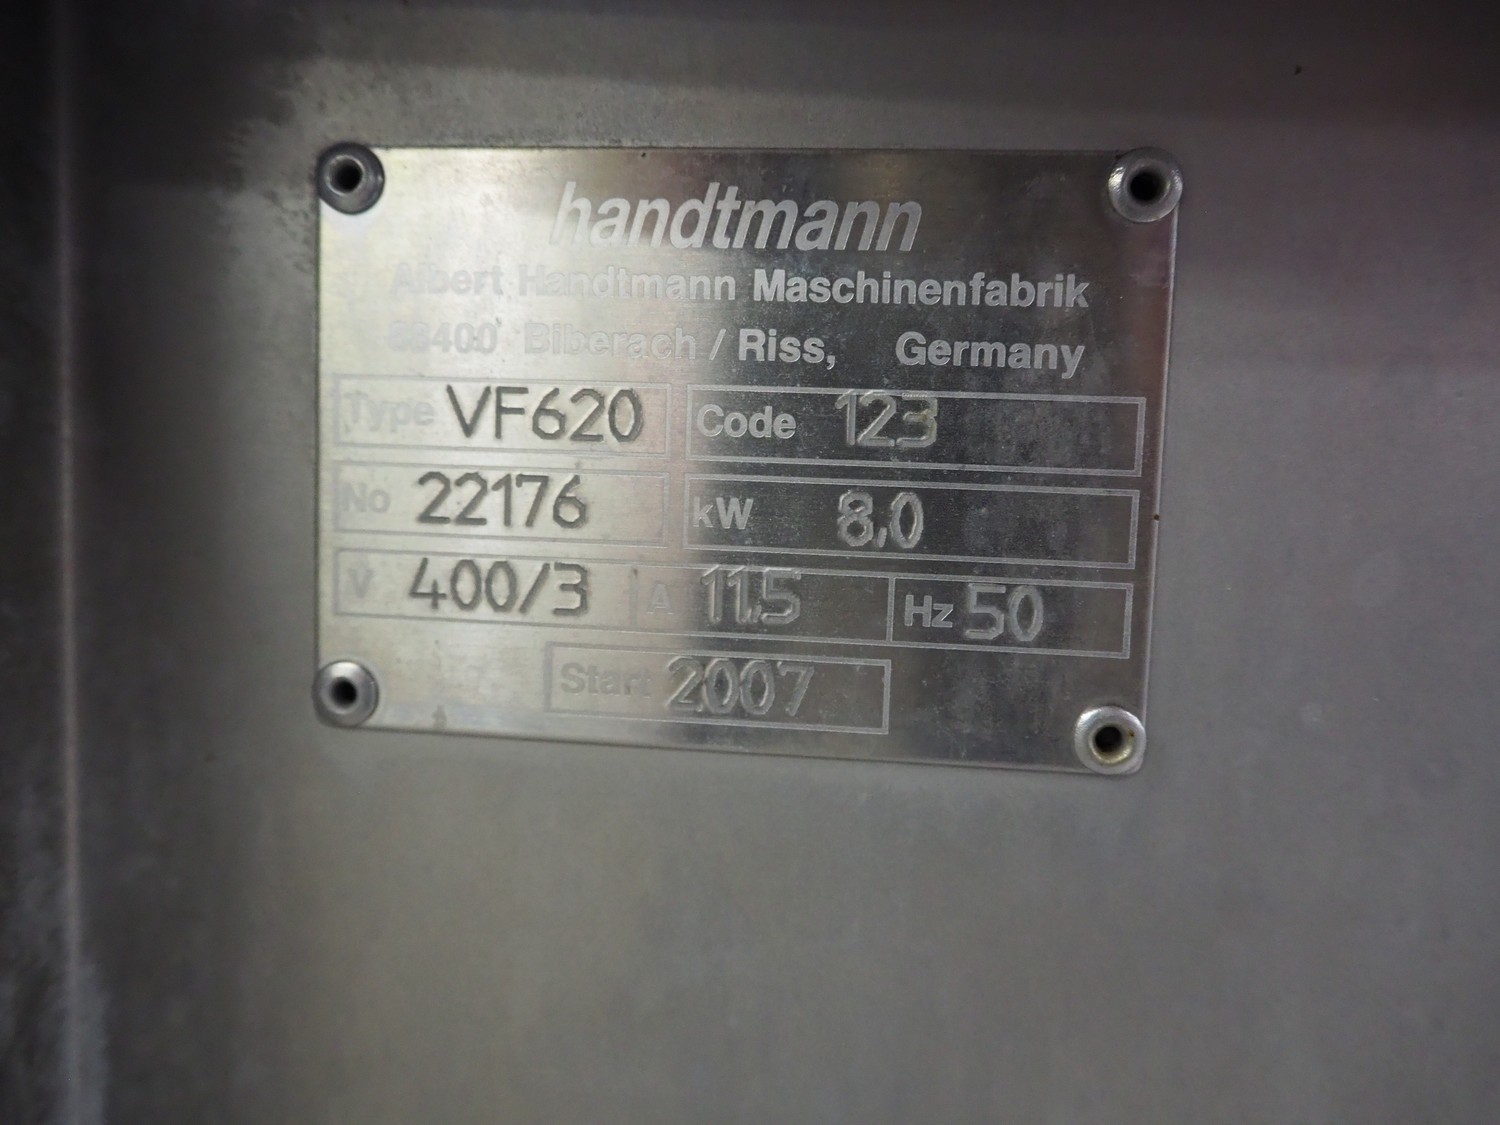 handtmann
Albert Handtmann Maschinenfabrik
88400 Biberach / Riss, Germany
Type VF620 Code 123
No 22176 kW 8,0
V 400/3 A 11,5 Hz 50
Start 2007